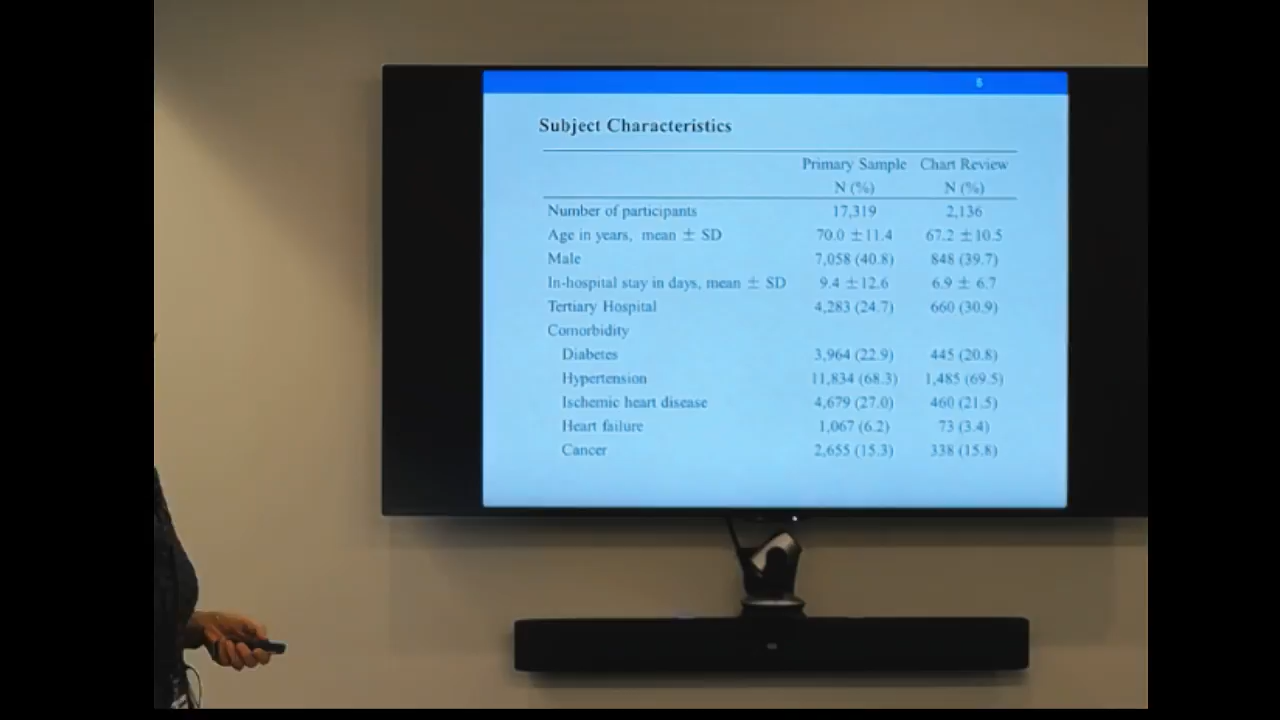 6
Subject Characteristics
Primary Sample Chart Review
N (%) N (%)
Number of participants 17,319 2,136
Age in years, mean ± SD 70.0 ±11.4 67.2 ±10.5
Male 7,058 (40.8) 848 (39.7)
In-hospital stay in days, mean ± SD 9.4 ±12.6 6.9 ± 6.7
Tertiary Hospital 4,283 (24.7) 660 (30.9)
Comorbidity
Diabetes 3,964 (22.9) 445 (20.8)
Hypertension 11,834 (68.3) 1,485 (69.5)
Ischemic heart disease 4,679 (27.0) 460 (21.5)
Heart failure 1,067 (6.2) 73 (3.4)
Cancer 2,655 (15.3) 338 (15.8)